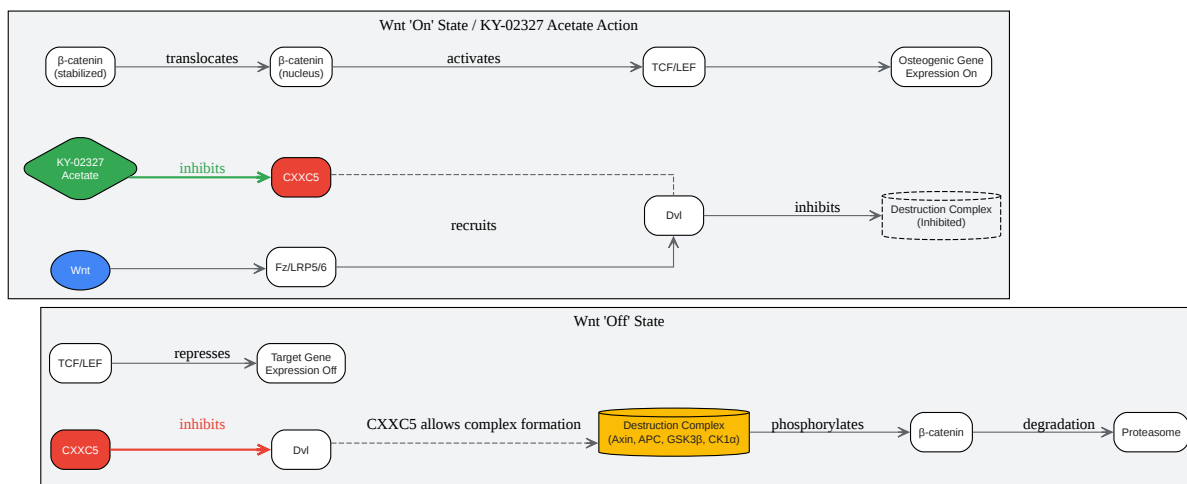 Wnt 'On' State / KY-02327 Acetate Action
β-catenin
(stabilized)
translocates
β-catenin
(nucleus)
activates
TCF/LEF
Osteogenic Gene
Expression On
KY-02327
Acetate
inhibits
CXXC5
recruits
Dvl
inhibits
Destruction Complex
(Inhibited)
Wnt
Fz/LRP5/6
Wnt 'Off' State
TCF/LEF
represses
Target Gene
Expression Off
CXXC5
inhibits
Dvl
CXXC5 allows complex formation
Destruction Complex
(Axin, APC, GSK3β, CK1α)
phosphorylates
β-catenin
degradation
Proteasome